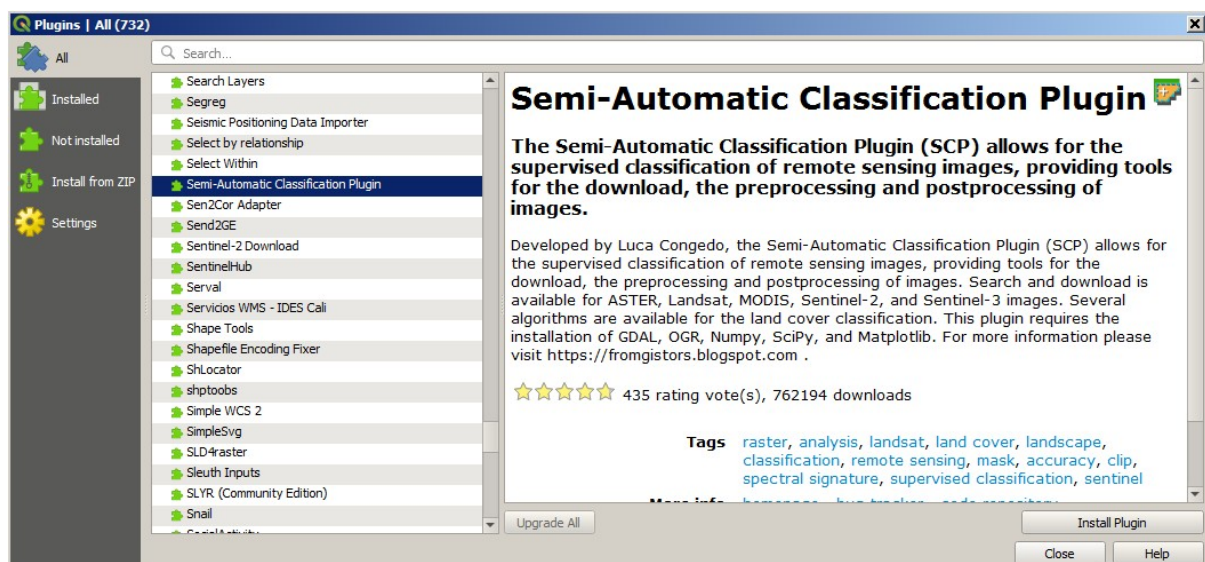 Plugins | All (732)
All
Installed
Not installed
Install from ZIP
Settings
Search...
Search Layers
Segreg
Seismic Positioning Data Importer
Select by relationship
Select Within
Semi-Automatic Classification Plugin
Sen2Cor Adapter
Send2GE
Sentinel-2 Download
SentinelHub
Serval
Servicios WMS - IDES Cali
Shape Tools
Shapefile Encoding Fixer
ShLocator
shptoobs
Simple WCS 2
SimpleSvg
SLD4raster
Sleuth Inputs
SLYR (Community Edition)
Snail
SocialActivity
Semi-Automatic Classification Plugin
The Semi-Automatic Classification Plugin (SCP) allows for the
supervised classification of remote sensing images, providing tools
for the download, the preprocessing and postprocessing of
images.
Developed by Luca Congedo, the Semi-Automatic Classification Plugin (SCP) allows for
the supervised classification of remote sensing images, providing tools for the
download, the preprocessing and postprocessing of images. Search and download is
available for ASTER, Landsat, MODIS, Sentinel-2, and Sentinel-3 images. Several
algorithms are available for the land cover classification. This plugin requires the
installation of GDAL, OGR, Numpy, SciPy, and Matplotlib. For more information please
visit https://fromgistors.blogspot.com .
435 rating vote(s), 762194 downloads
Tags raster, analysis, landsat, land cover, landscape,
classification, remote sensing, mask, accuracy, clip,
spectral signature, supervised classification, sentinel
More info homepage bug tracker code repository
Upgrade All
Install Plugin
Close
Help